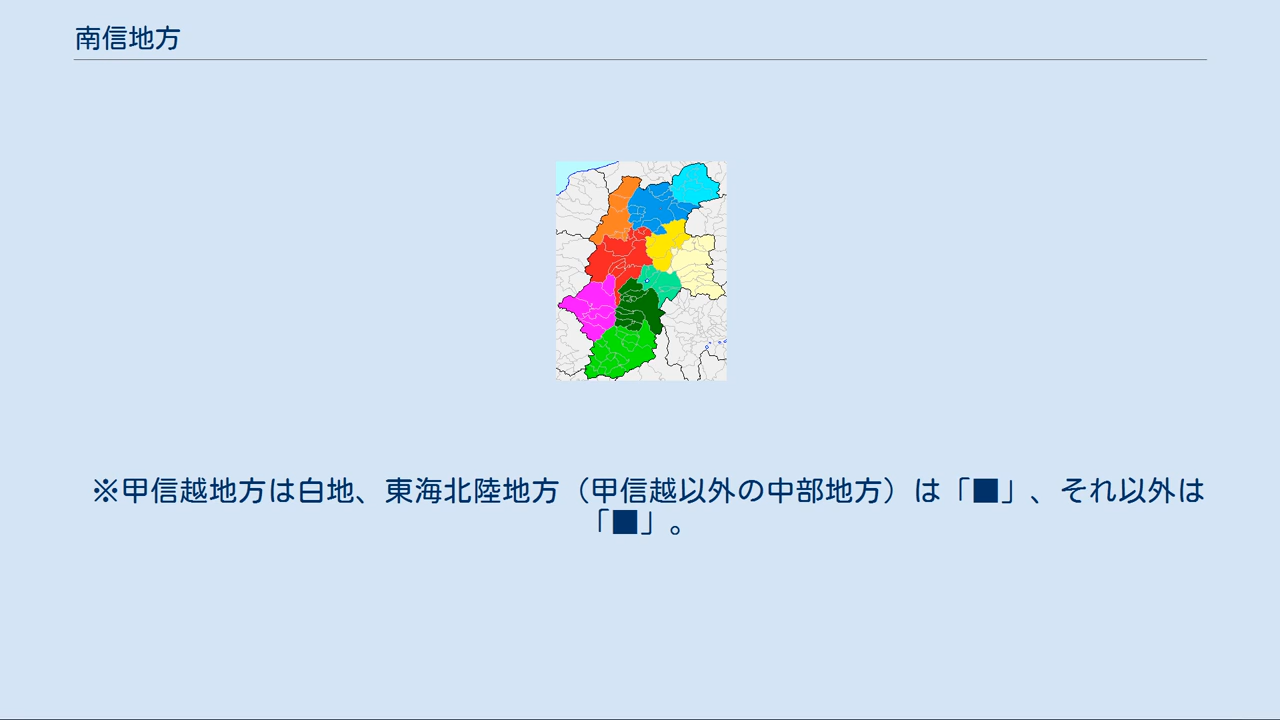 南信地方
※甲信越地方は白地、東海北陸地方（甲信越以外の中部地方）は「■」、それ以外は
「■」。